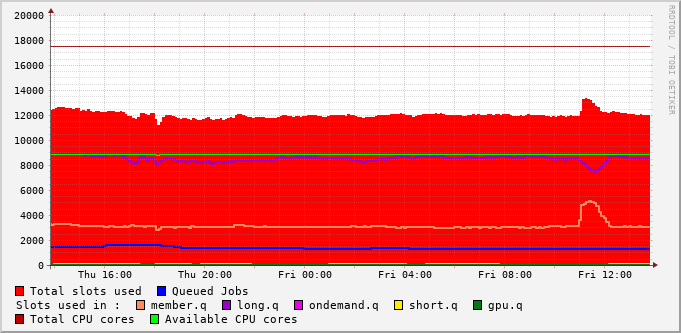 RRDTOOL / TOBI OETIKER
20000
18000
16000
14000
12000
10000
8000
6000
4000
2000
0
Thu 16:00 Thu 20:00 Fri 00:00 Fri 04:00 Fri 08:00 Fri 12:00
Total slots used Queued Jobs
Slots used in : member.q long.q ondemand.q short.q gpu.q
Total CPU cores Available CPU cores